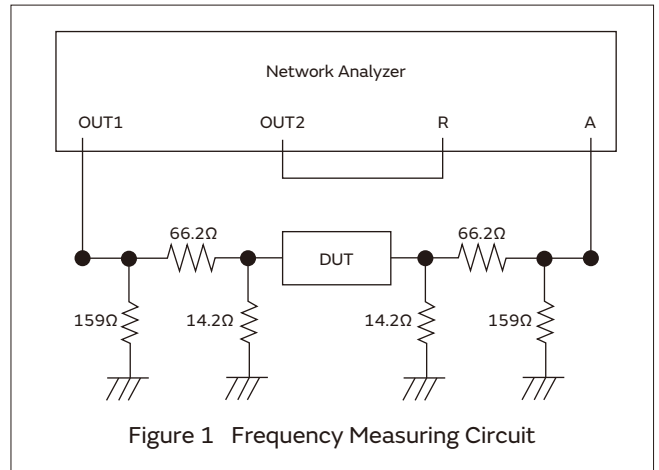 Network Analyzer
OUT1 OUT2 R A
66.2Ω 66.2Ω
DUT
159Ω 14.2Ω 14.2Ω 159Ω
Figure 1 Frequency Measuring Circuit